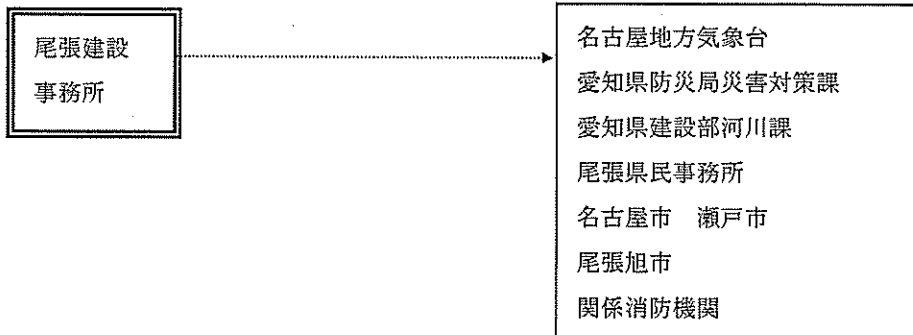 尾張建設
事務所
名古屋地方気象台
愛知県防災局災害対策課
愛知県建設部河川課
尾張県民事務所
名古屋市　瀬戸市
尾張旭市
関係消防機関